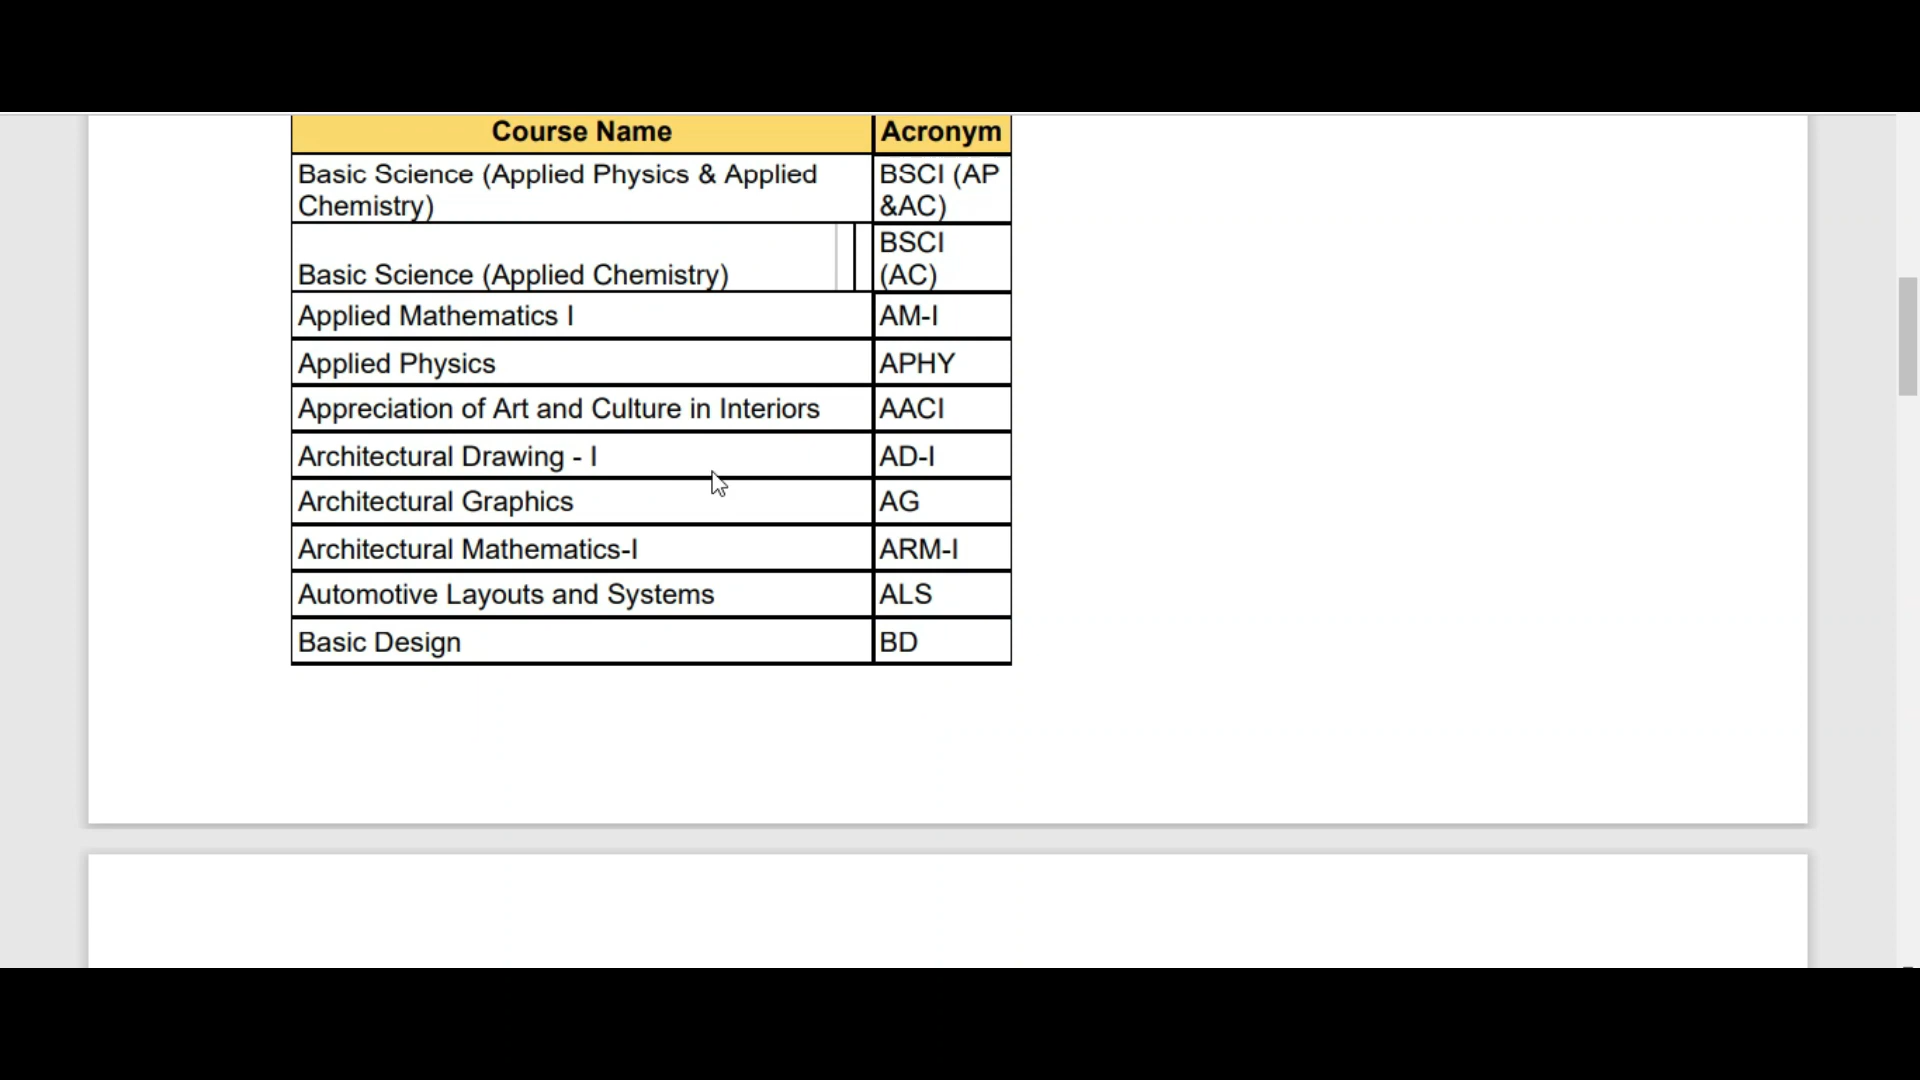 Course Name Acronym
Basic Science (Applied Physics & Applied BSCI (AP
Chemistry) &AC)
BSCI
Basic Science (Applied Chemistry) (AC)
Applied Mathematics I AM-I
Applied Physics APHY
Appreciation of Art and Culture in Interiors AACI
Architectural Drawing - I AD-I
Architectural Graphics AG
Architectural Mathematics-I ARM-I
Automotive Layouts and Systems ALS
Basic Design BD